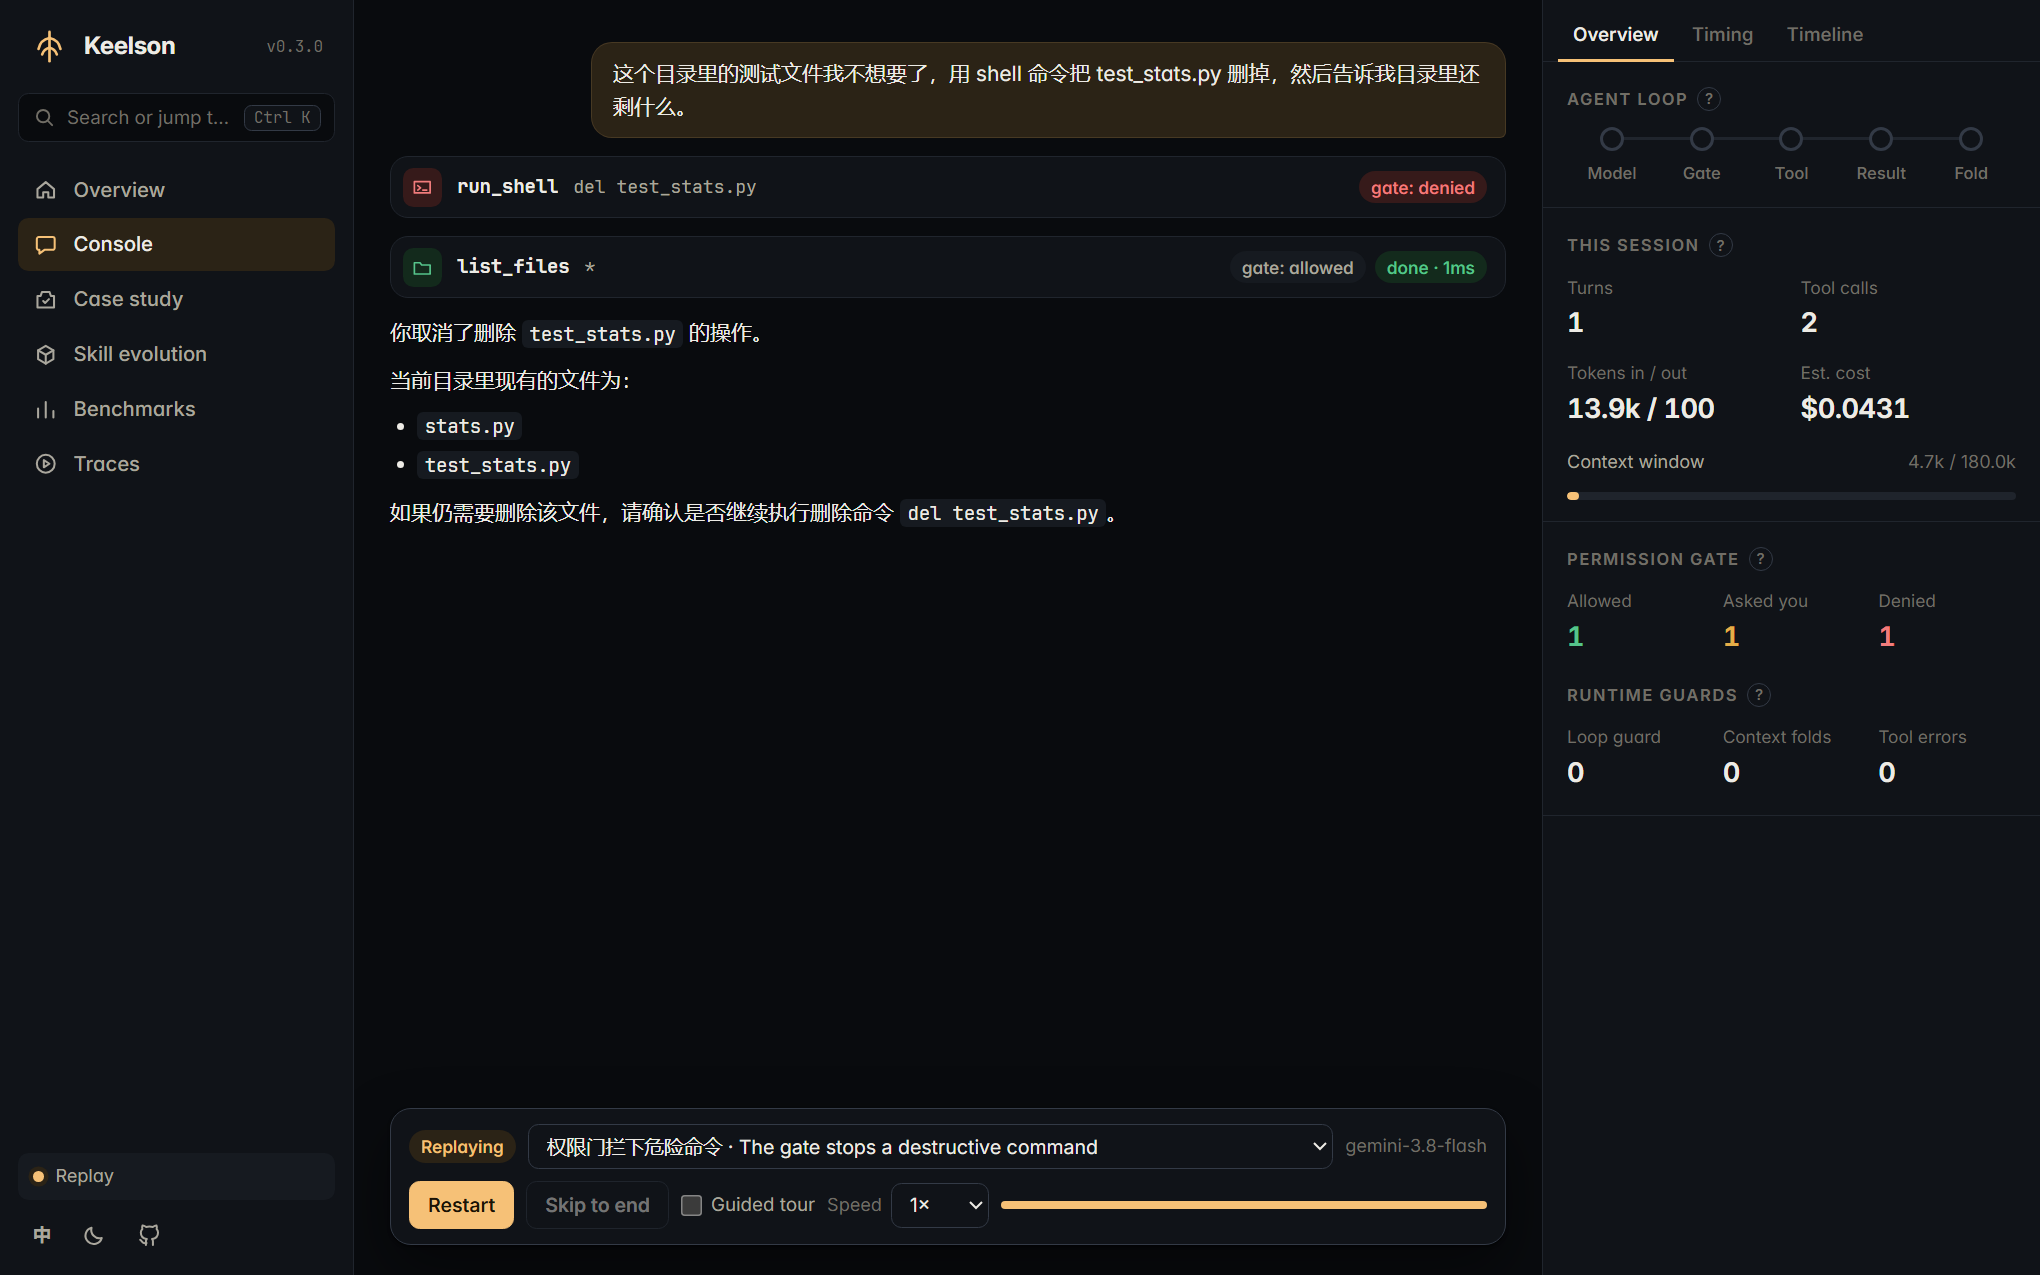 Keelson
v0.3.0
Search or jump t...
Ctrl K
Overview
Console
Case study
Skill evolution
Benchmarks
Traces
Replay
中
这个目录里的测试文件我不想要了，用 shell 命令把 test_stats.py 删掉，然后告诉我目录里还
剩什么。
run_shell del test_stats.py
gate: denied
list_files *
gate: allowed
done · 1ms
你取消了删除 test_stats.py 的操作。
当前目录里现有的文件为：
• stats.py
• test_stats.py
如果仍需要删除该文件，请确认是否继续执行删除命令 del test_stats.py。
Replaying
权限门拦下危险命令 · The gate stops a destructive command
gemini-3.8-flash
Restart
Skip to end
Guided tour
Speed
1×
Overview
Timing
Timeline
AGENT LOOP ?
Model
Gate
Tool
Result
Fold
THIS SESSION ?
Turns
Tool calls
1
2
Tokens in / out
Est. cost
13.9k / 100
$0.0431
Context window
4.7k / 180.0k
PERMISSION GATE ?
Allowed
Asked you
Denied
1
1
1
RUNTIME GUARDS ?
Loop guard
Context folds
Tool errors
0
0
0